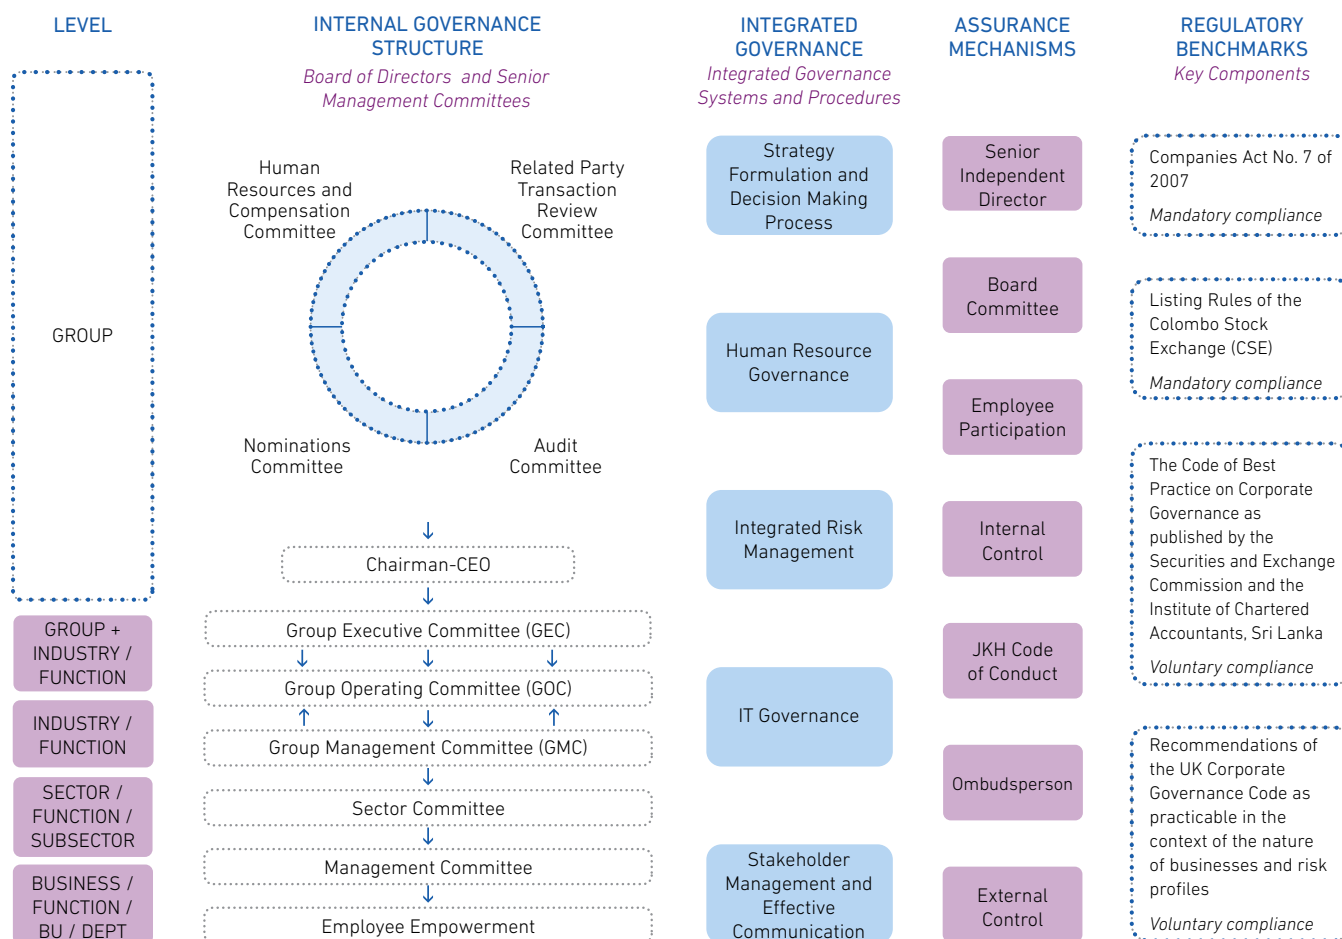 LEVEL
GROUP
GROUP +
INDUSTRY /
FUNCTION
INDUSTRY /
FUNCTION
SECTOR /
FUNCTION /
SUBSECTOR
BUSINESS /
FUNCTION /
BU / DEPT
INTERNAL GOVERNANCE
STRUCTURE
Board of Directors and Senior
Management Committees
Human
Resources and
Compensation
Committee
Related Party
Transaction
Review
Committee
Nominations
Committee
Audit
Committee
Chairman-CEO
Group Executive Committee (GEC)
Group Operating Committee (GOC)
Group Management Committee (GMC)
Sector Committee
Management Committee
Employee Empowerment
INTEGRATED
GOVERNANCE
Integrated Governance
Systems and Procedures
Strategy
Formulation and
Decision Making
Process
Human Resource
Governance
Integrated Risk
Management
IT Governance
Stakeholder
Management and
Effective
Communication
ASSURANCE
MECHANISMS
Senior
Independent
Director
Board
Committee
Employee
Participation
Internal
Control
JKH Code
of Conduct
Ombudsperson
External
Control
REGULATORY
BENCHMARKS
Key Components
Companies Act No. 7 of
2007
Mandatory compliance
Listing Rules of the
Colombo Stock
Exchange (CSE)
Mandatory compliance
The Code of Best
Practice on Corporate
Governance as
published by the
Securities and Exchange
Commission and the
Institute of Chartered
Accountants, Sri Lanka
Voluntary compliance
Recommendations of
the UK Corporate
Governance Code as
practicable in the
context of the nature
of businesses and risk
profiles
Voluntary compliance